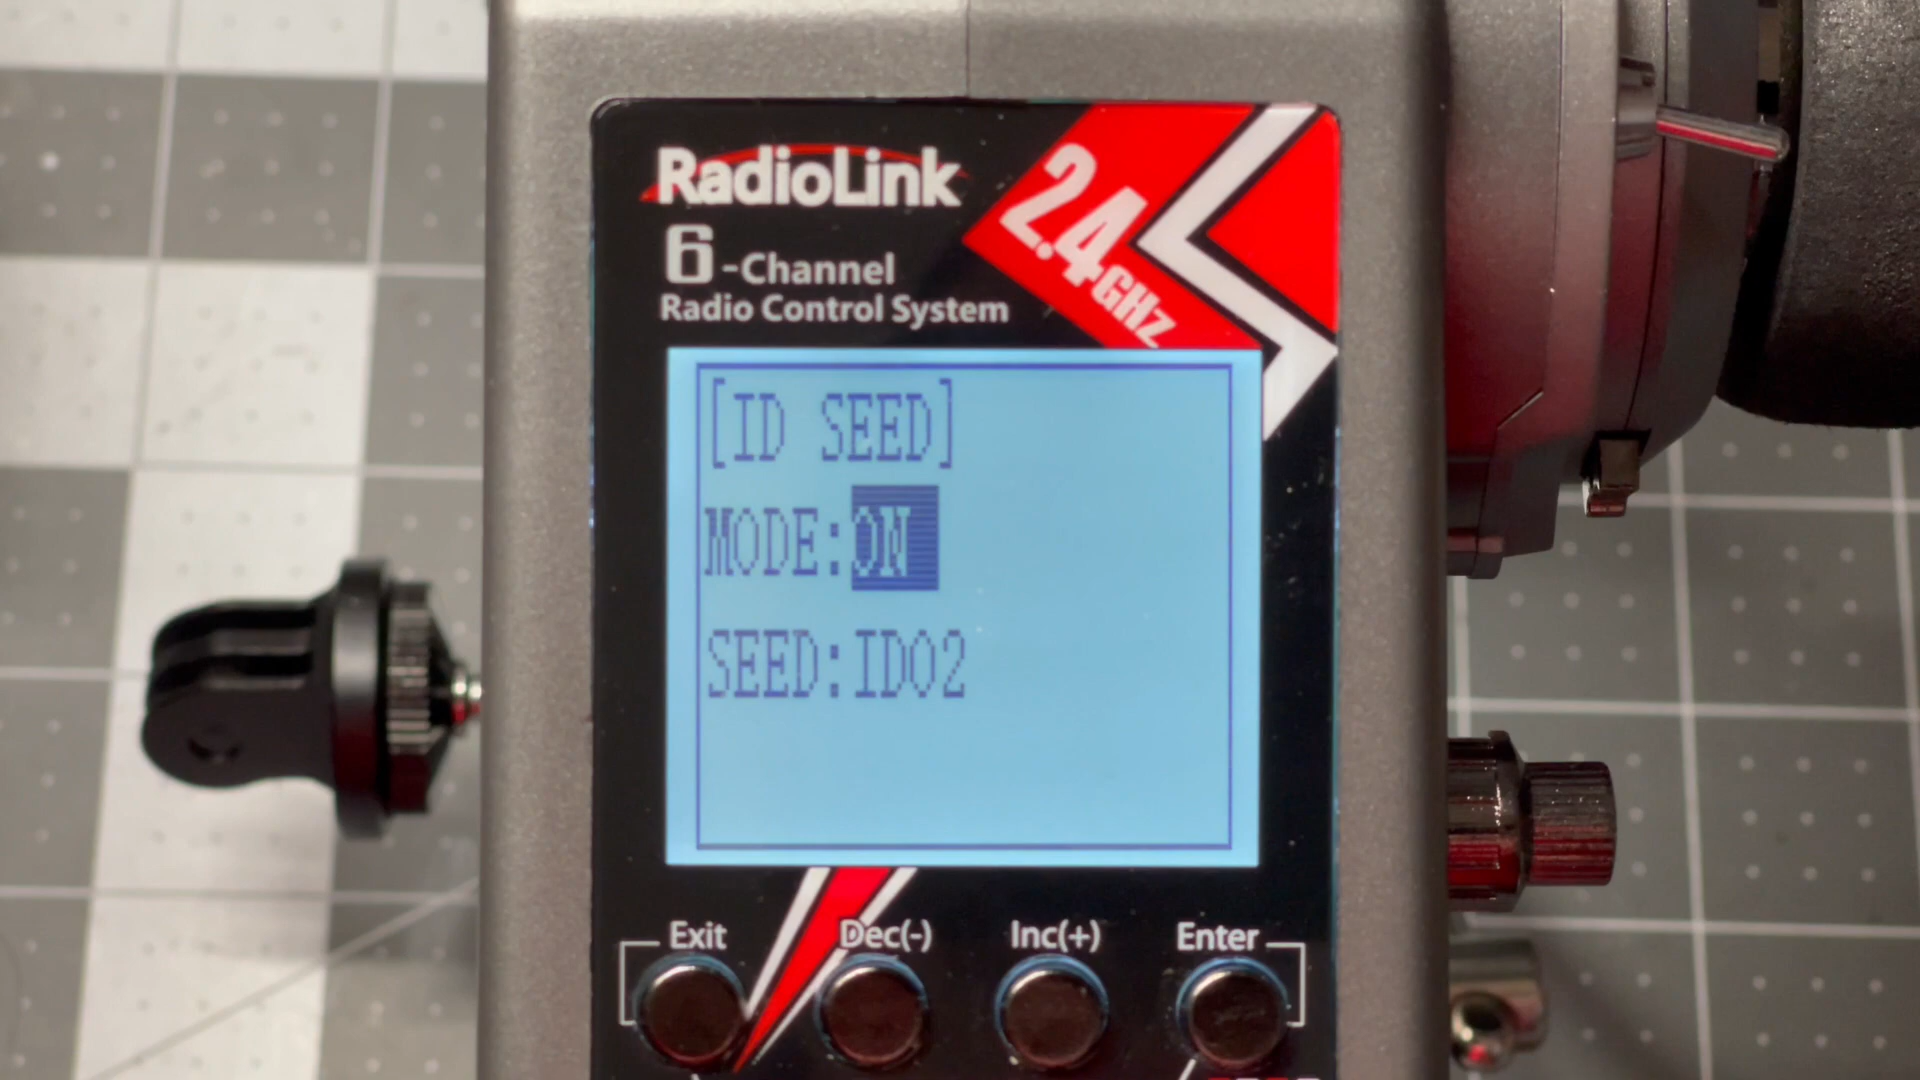 RadioLink
6-Channel
Radio Control System
2.4GHz
[ID SEED]
MODE:ON
SEED:ID02
Exit Dec(-) Inc(+) Enter